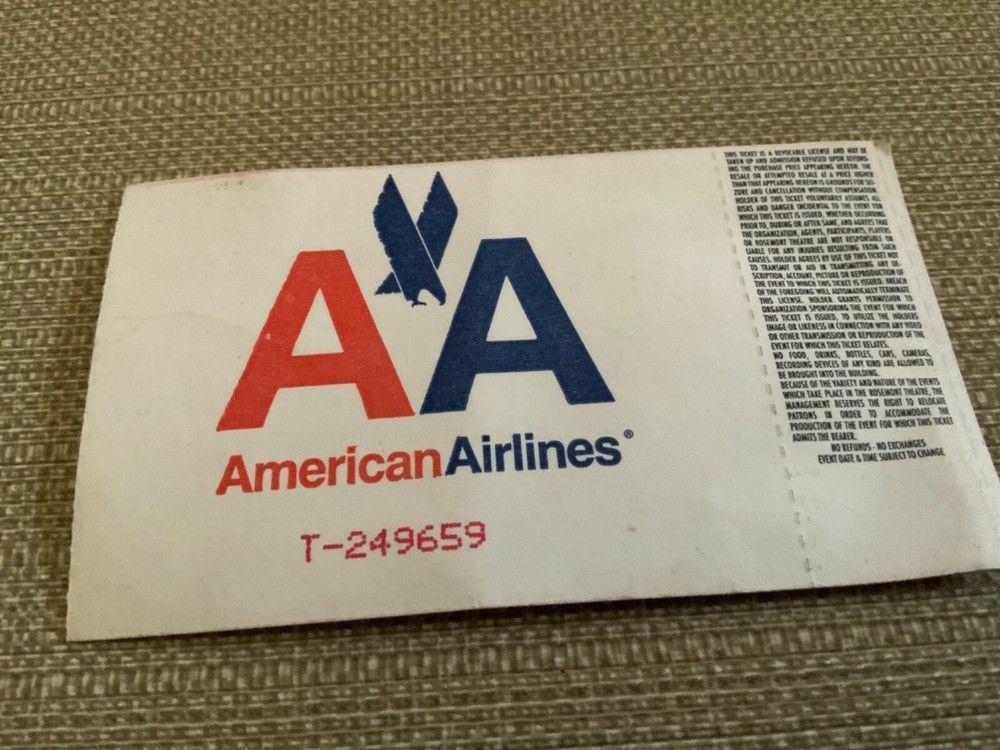 AA
AmericanAirlines®
T-249659
THIS TICKET IS A REVOCABLE LICENSE AND MAY BE
TAKEN UP AND ADMISSION REFUSED UPON REFUND-
ING THE PURCHASE PRICE APPEARING HEREON. THE
RESALE OR ATTEMPTED RESALE AT A PRICE HIGHER
THAN THAT APPEARING HEREON IS GROUNDS FOR SEI-
ZURE AND CANCELLATION WITHOUT COMPENSATION.
HOLDER OF THIS TICKET VOLUNTARILY ASSUMES ALL
RISKS AND DANGER INCIDENTAL TO THE EVENT FOR
WHICH THIS TICKET IS ISSUED, WHETHER OCCURRING
PRIOR TO, DURING OR AFTER SAME, AND AGREES THAT
THE ORGANIZATION, AGENTS, PARTICIPANTS, PLAYERS
OR ROSEMONT THEATRE ARE NOT RESPONSIBLE OR
LIABLE FOR ANY INJURIES RESULTING FROM SUCH
CAUSES. HOLDER AGREES BY USE OF THIS TICKET NOT
TO TRANSMIT OR AID IN TRANSMITTING ANY DE-
SCRIPTION, ACCOUNT, PICTURE OR REPRODUCTION OF
THE EVENT TO WHICH THIS TICKET IS ISSUED. BREACH
OF THE FOREGOING WILL AUTOMATICALLY TERMINATE
THIS LICENSE. HOLDER GRANTS PERMISSION TO
ORGANIZATION SPONSORING THE EVENT FOR WHICH
THIS TICKET IS ISSUED, TO UTILIZE THE HOLDERS
IMAGE OR LIKENESS IN CONNECTION WITH ANY VIDEO
OR OTHER TRANSMISSION OR REPRODUCTION OF THE
EVENT FOR WHICH THIS TICKET RELATES.
NO FOOD, DRINKS, BOTTLES, CANS, CAMERAS,
RECORDING DEVICES OF ANY KIND ARE ALLOWED TO
BE BROUGHT INTO THE BUILDING.
BECAUSE OF THE VARIETY AND NATURE OF THE EVENTS
WHICH TAKE PLACE IN THE ROSEMONT THEATRE, THE
MANAGEMENT RESERVES THE RIGHT TO RELOCATE
PATRONS IN ORDER TO ACCOMMODATE THE
PRODUCTION OF THE EVENT FOR WHICH THIS TICKET
ADMITS THE BEARER.
NO REFUNDS - NO EXCHANGES
EVENT DATE & TIME SUBJECT TO CHANGE